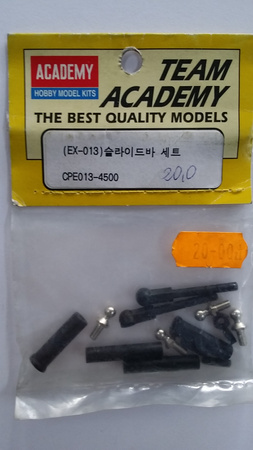 ACADEMY
HOBBY MODEL KITS
TEAM
ACADEMY
THE BEST QUALITY MODELS
(EX-013)슬라이드바 세트
CPE013-4500
20,0